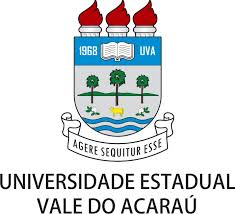 1968 UVA
AGERE SEQUITUR ESSE
UNIVERSIDADE ESTADUAL
VALE DO ACARAÚ